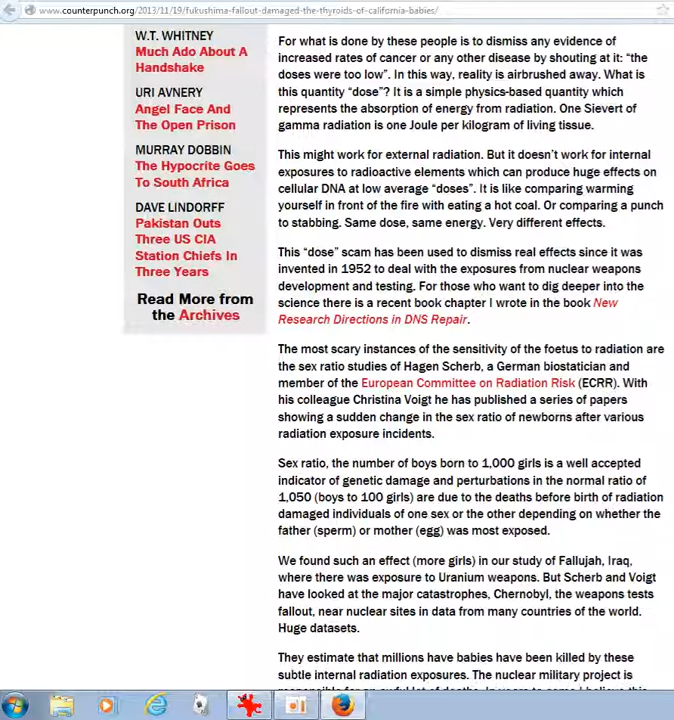 www.counterpunch.org/2013/11/19/fukushima-fallout-damaged-the-thyroids-of-california-babies/
W.T. WHITNEY
Much Ado About A
Handshake
URI AVNERY
Angel Face And
The Open Prison
MURRAY DOBBIN
The Hypocrite Goes
To South Africa
DAVE LINDORFF
Pakistan Outs
Three US CIA
Station Chiefs In
Three Years
Read More from
the Archives
For what is done by these people is to dismiss any evidence of
increased rates of cancer or any other disease by shouting at it: “the
doses were too low”. In this way, reality is airbrushed away. What is
this quantity “dose”? It is a simple physics-based quantity which
represents the absorption of energy from radiation. One Sievert of
gamma radiation is one Joule per kilogram of living tissue.
This might work for external radiation. But it doesn’t work for internal
exposures to radioactive elements which can produce huge effects on
cellular DNA at low average “doses”. It is like comparing warming
yourself in front of the fire with eating a hot coal. Or comparing a punch
to stabbing. Same dose, same energy. Very different effects.
This “dose” scam has been used to dismiss real effects since it was
invented in 1952 to deal with the exposures from nuclear weapons
development and testing. For those who want to dig deeper into the
science there is a recent book chapter I wrote in the book New
Research Directions in DNS Repair.
The most scary instances of the sensitivity of the foetus to radiation are
the sex ratio studies of Hagen Scherb, a German biostatician and
member of the European Committee on Radiation Risk (ECRR). With
his colleague Christina Voigt he has published a series of papers
showing a sudden change in the sex ratio of newborns after various
radiation exposure incidents.
Sex ratio, the number of boys born to 1,000 girls is a well accepted
indicator of genetic damage and perturbations in the normal ratio of
1,050 (boys to 100 girls) are due to the deaths before birth of radiation
damaged individuals of one sex or the other depending on whether the
father (sperm) or mother (egg) was most exposed.
We found such an effect (more girls) in our study of Fallujah, Iraq,
where there was exposure to Uranium weapons. But Scherb and Voigt
have looked at the major catastrophes, Chernobyl, the weapons tests
fallout, near nuclear sites in data from many countries of the world.
Huge datasets.
They estimate that millions have babies have been killed by these
subtle internal radiation exposures. The nuclear military project is